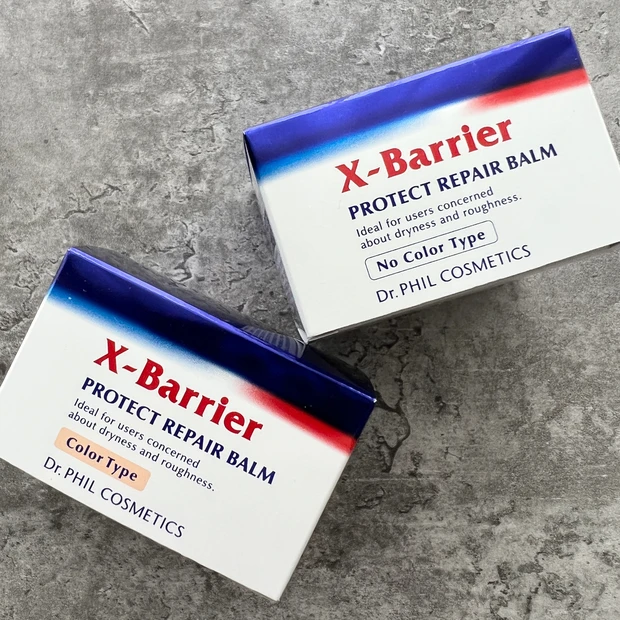 X-Barrier
PROTECT REPAIR BALM
Ideal for users concerned
about dryness and roughness.
No Color Type
Dr.PHIL COSMETICS
X-Barrier
PROTECT REPAIR BALM
Ideal for users concerned
about dryness and roughness.
Color Type
Dr.PHIL COSMETICS